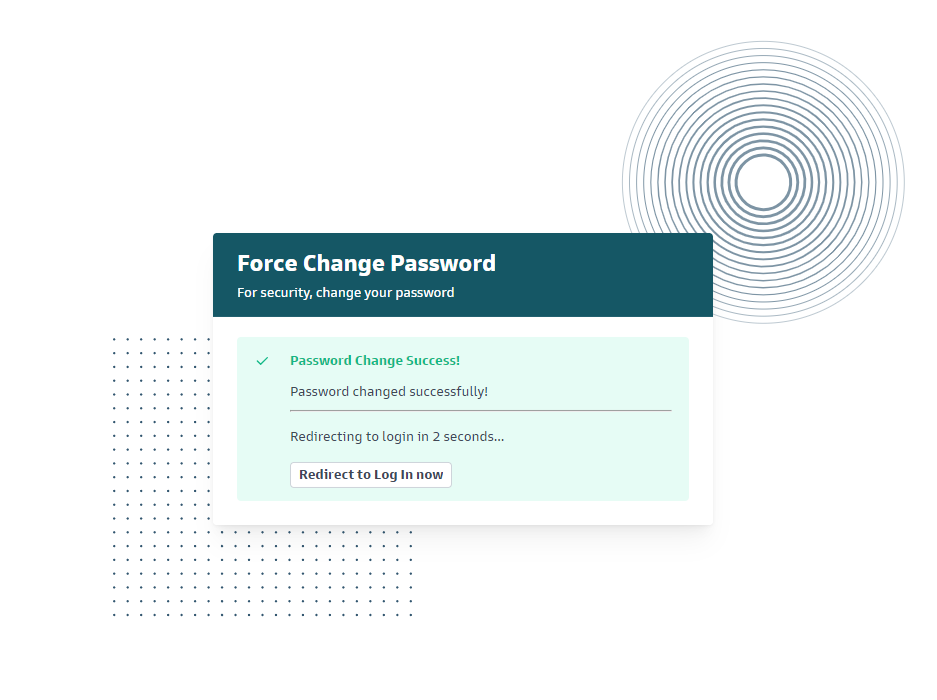 Force Change Password
For security, change your password
Password Change Success!
Password changed successfully!
Redirecting to login in 2 seconds...
Redirect to Log In now